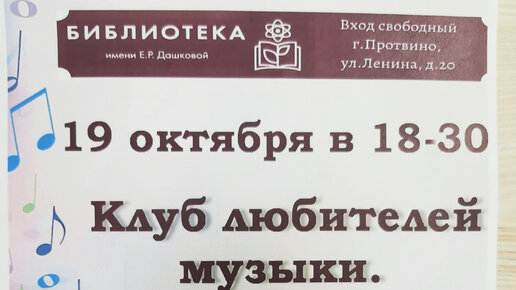 БИБЛИОТЕКА
имени Е.Р. Дашковой
Вход свободный
г.Протвино,
ул.Ленина, д.20
19 октября в 18-30
Клуб любителей
музыки.